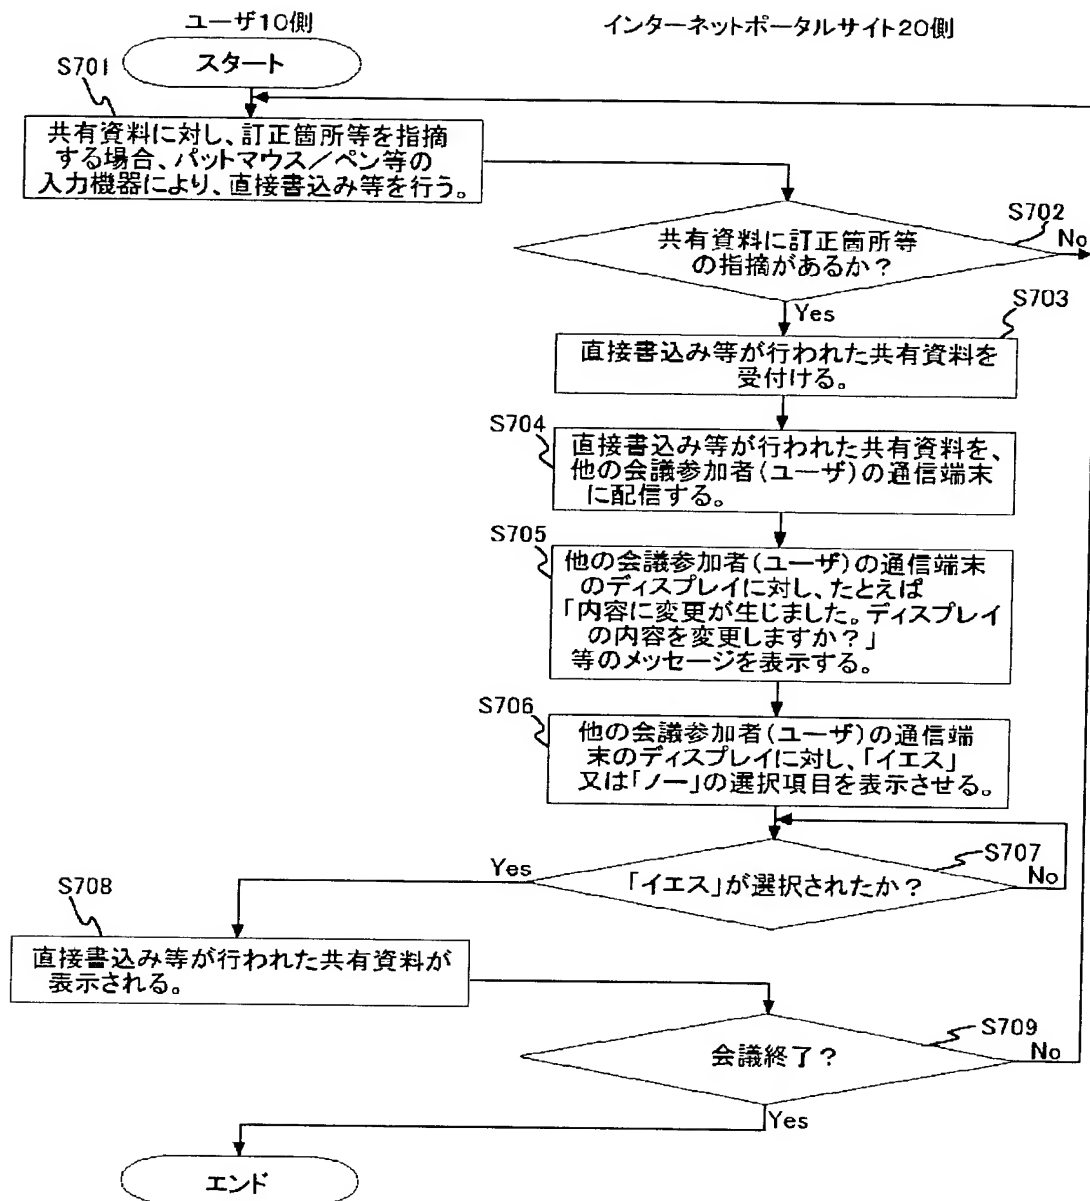 ユーザ10側
インターネットポータルサイト20側
スタート
S701
共有資料に対し、訂正箇所等を指摘
する場合、パットマウス／ペン等の
入力機器により、直接書込み等を行う。
S702
共有資料に訂正箇所等
の指摘があるか？
No
Yes
S703
直接書込み等が行われた共有資料を
受付ける。
S704
直接書込み等が行われた共有資料を、
他の会議参加者(ユーザ)の通信端末
に配信する。
S705
他の会議参加者(ユーザ)の通信端末
のディスプレイに対し、たとえば
「内容に変更が生じました。ディスプレイ
の内容を変更しますか？」
等のメッセージを表示する。
S706
他の会議参加者(ユーザ)の通信端
末のディスプレイに対し、「イエス」
又は「ノー」の選択項目を表示させる。
S707
「イエス」が選択されたか？
Yes
No
S708
直接書込み等が行われた共有資料が
表示される。
S709
会議終了？
No
Yes
エンド